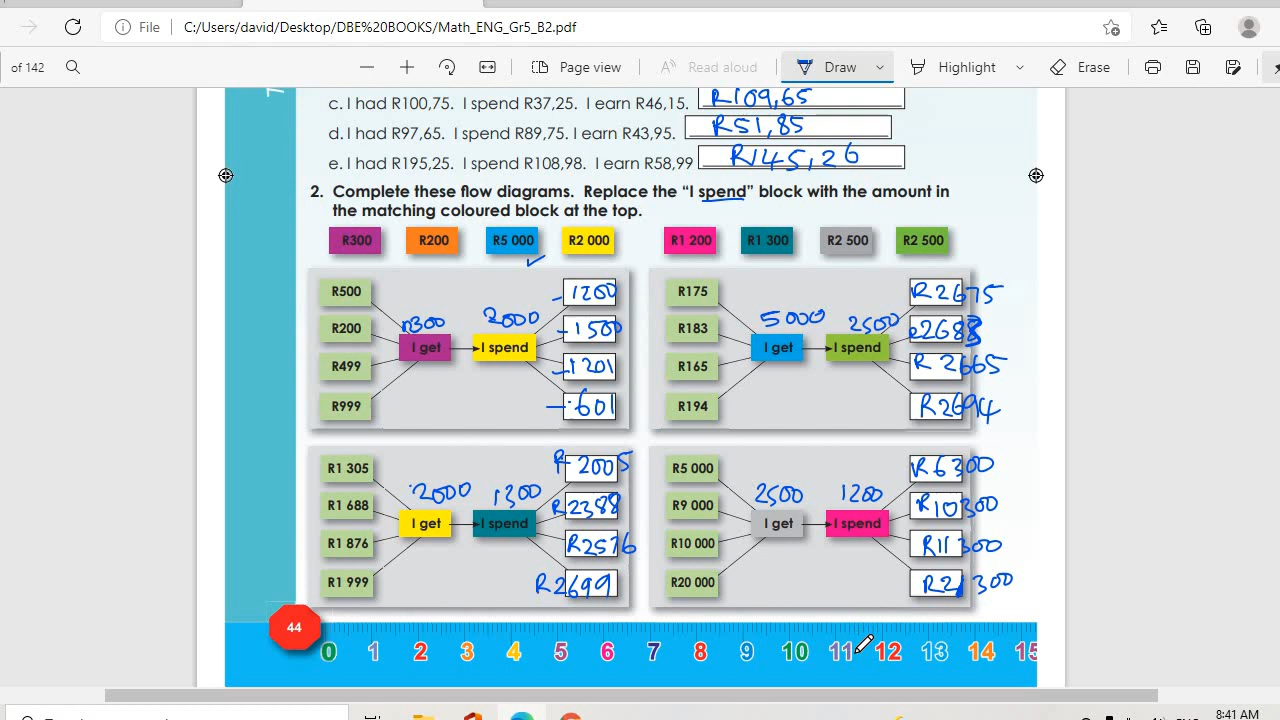 File C:/Users/david/Desktop/DBE%20BOOKS/Math_ENG_Gr5_B2.pdf
of 142 Page view Read aloud Draw Highlight Erase
c. I had R100,75. I spend R37,25. I earn R46,15. R109,65
d. I had R97,65. I spend R89,75. I earn R43,95. R51,85
e. I had R195,25. I spend R108,98. I earn R58,99 R145,26
2. Complete these flow diagrams. Replace the “I spend” block with the amount in
the matching coloured block at the top.
R300 R200 R5 000 R2 000 R1 200 R1 300 R2 500 R2 500
R500 -1200
R200 -1500
R499 -1201
R999 -601
R300 2000
I get I spend
R175 R2675
R183 R2683
R165 R2665
R194 R2694
5000 2500
I get I spend
R1 305 R2005
R1 688 R2388
R1 876 R2576
R1 999 R2699
2000 1300
I get I spend
R5 000 R6300
R9 000 R10300
R10 000 R11300
R20 000 R21300
2500 1200
I get I spend
44
0 1 2 3 4 5 6 7 8 9 10 11 12 13 14 15
8:41 AM